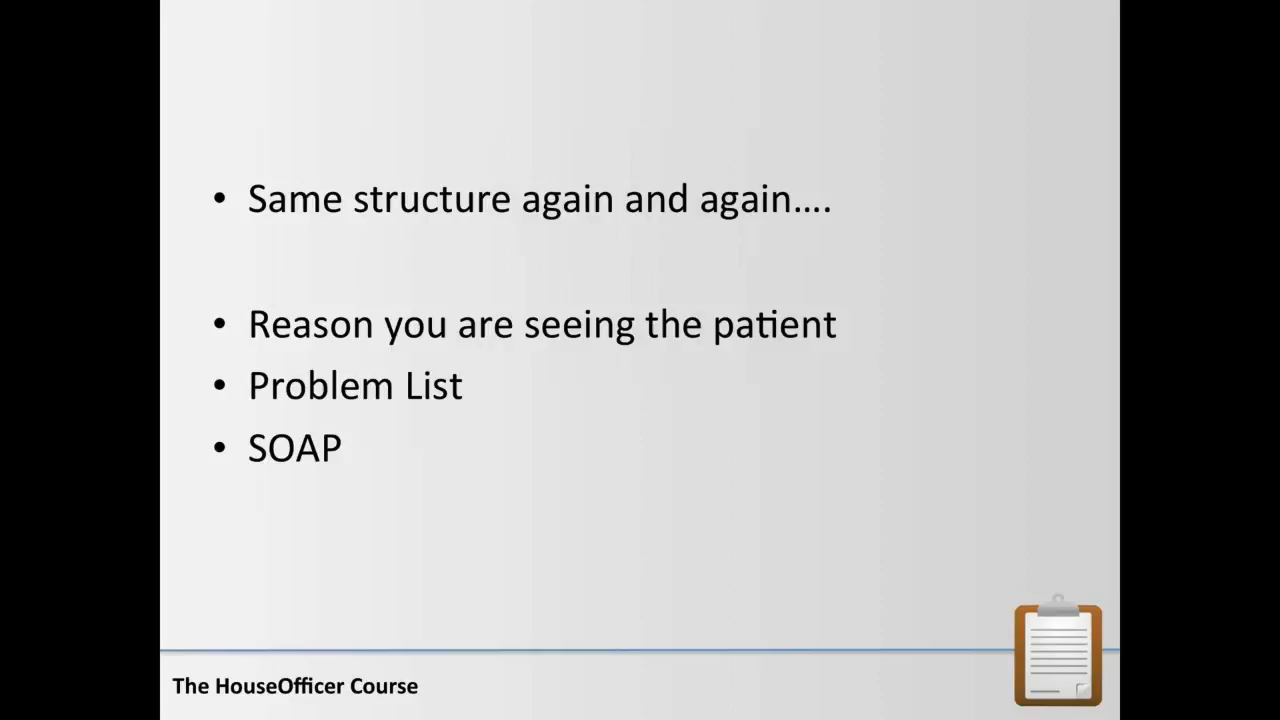 • Same structure again and again….
• Reason you are seeing the patient
• Problem List
• SOAP
The HouseOfficer Course